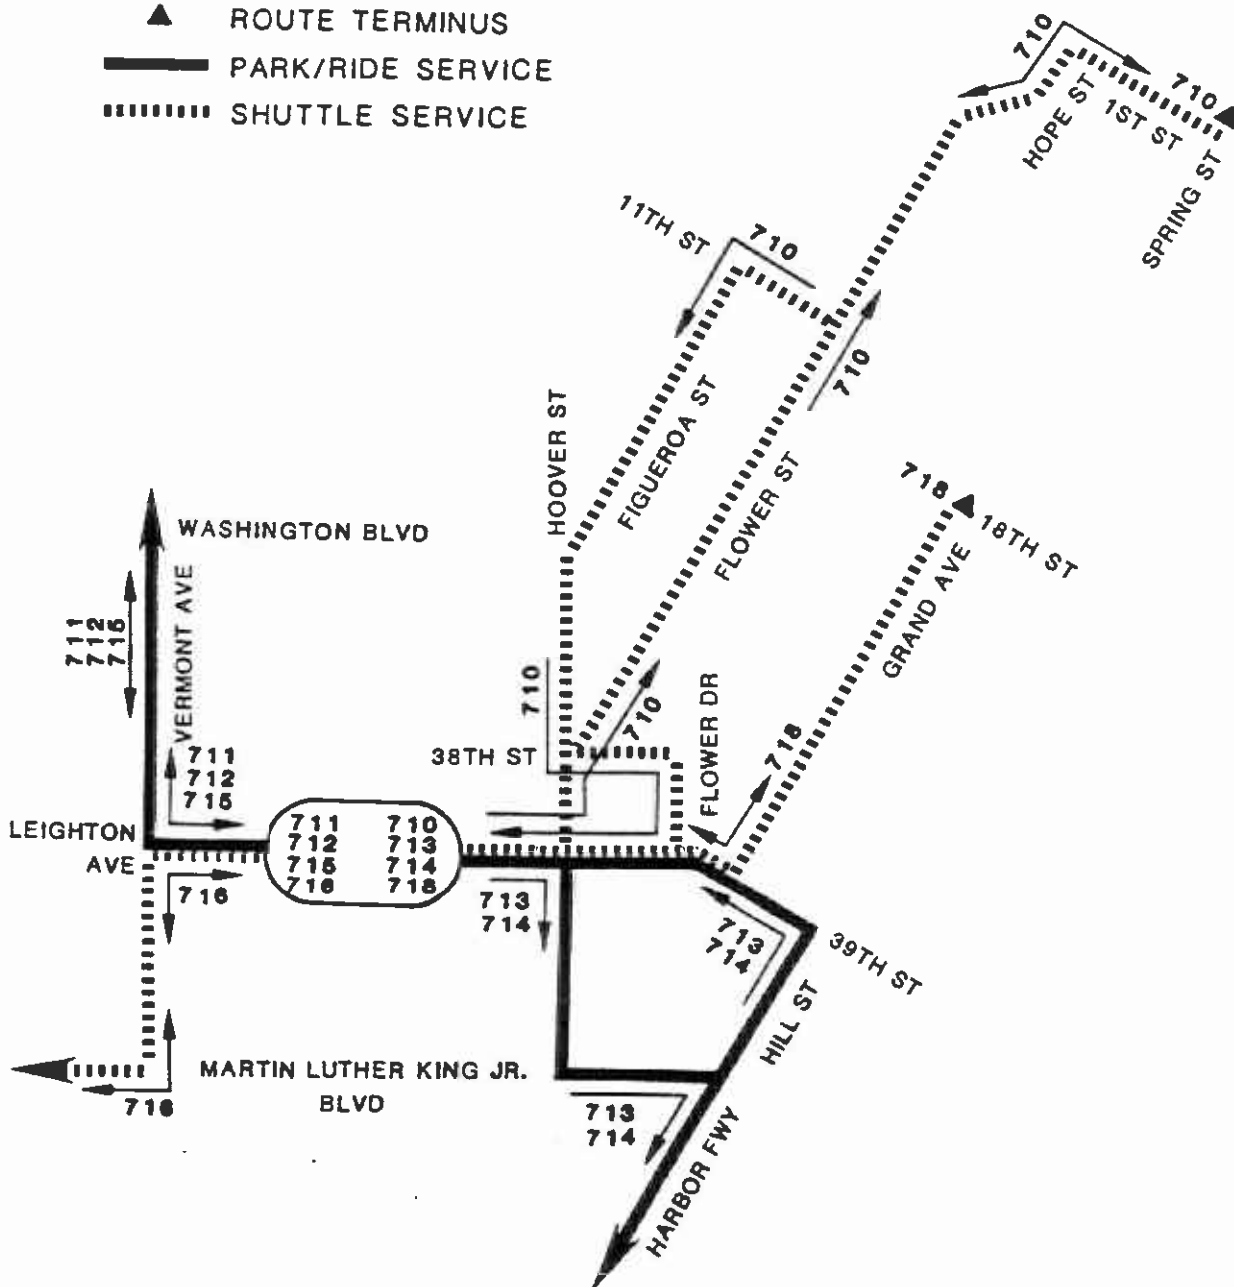 ROUTE TERMINUS
PARK/RIDE SERVICE
SHUTTLE SERVICE
710
710
HOPE ST
1ST ST
SPRING ST
11TH ST
710
710
HOOVER ST
FIGUEROA ST
FLOWER ST
718
18TH ST
GRAND AVE
WASHINGTON BLVD
VERMONT AVE
711
712
715
710
710
FLOWER DR
718
38TH ST
711
712
715
LEIGHTON
AVE
711 710
712 713
715 714
716 718
716
713
714
713
714
39TH ST
HILL ST
MARTIN LUTHER KING JR.
BLVD
716
713
714
HARBOR FWY